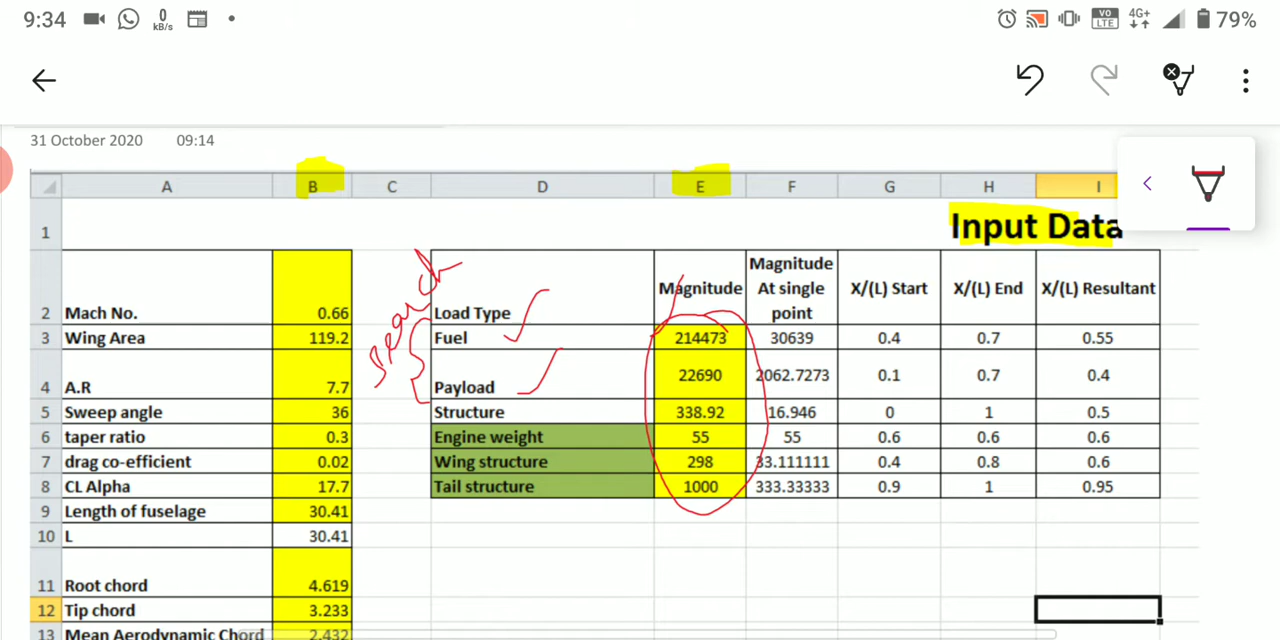 9:34 0 kB/s VO LTE 4G+ 79%
31 October 2020 09:14
A B C D E F G H I
1 Input Data
2 Mach No. 0.66 Load Type Magnitude Magnitude At single point X/(L) Start X/(L) End X/(L) Resultant
3 Wing Area 119.2 Fuel 214473 30639 0.4 0.7 0.55
4 A.R 7.7 Payload 22690 2062.7273 0.1 0.7 0.4
5 Sweep angle 36 Structure 338.92 16.946 0 1 0.5
6 taper ratio 0.3 Engine weight 55 55 0.6 0.6 0.6
7 drag co-efficient 0.02 Wing structure 298 33.111111 0.4 0.8 0.6
8 CL Alpha 17.7 Tail structure 1000 333.33333 0.9 1 0.95
9 Length of fuselage 30.41
10 L 30.41
11 Root chord 4.619
12 Tip chord 3.233
13 Mean Aerodynamic Chord 2.432
search